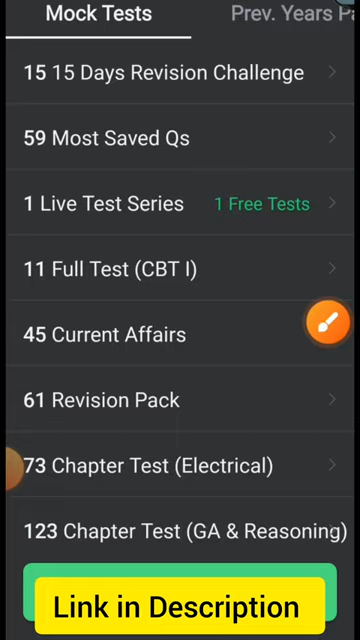 Mock Tests
Prev. Years
15 15 Days Revision Challenge
59 Most Saved Qs
1 Live Test Series
1 Free Tests
11 Full Test (CBT I)
45 Current Affairs
61 Revision Pack
73 Chapter Test (Electrical)
123 Chapter Test (GA & Reasoning)
Link in Description